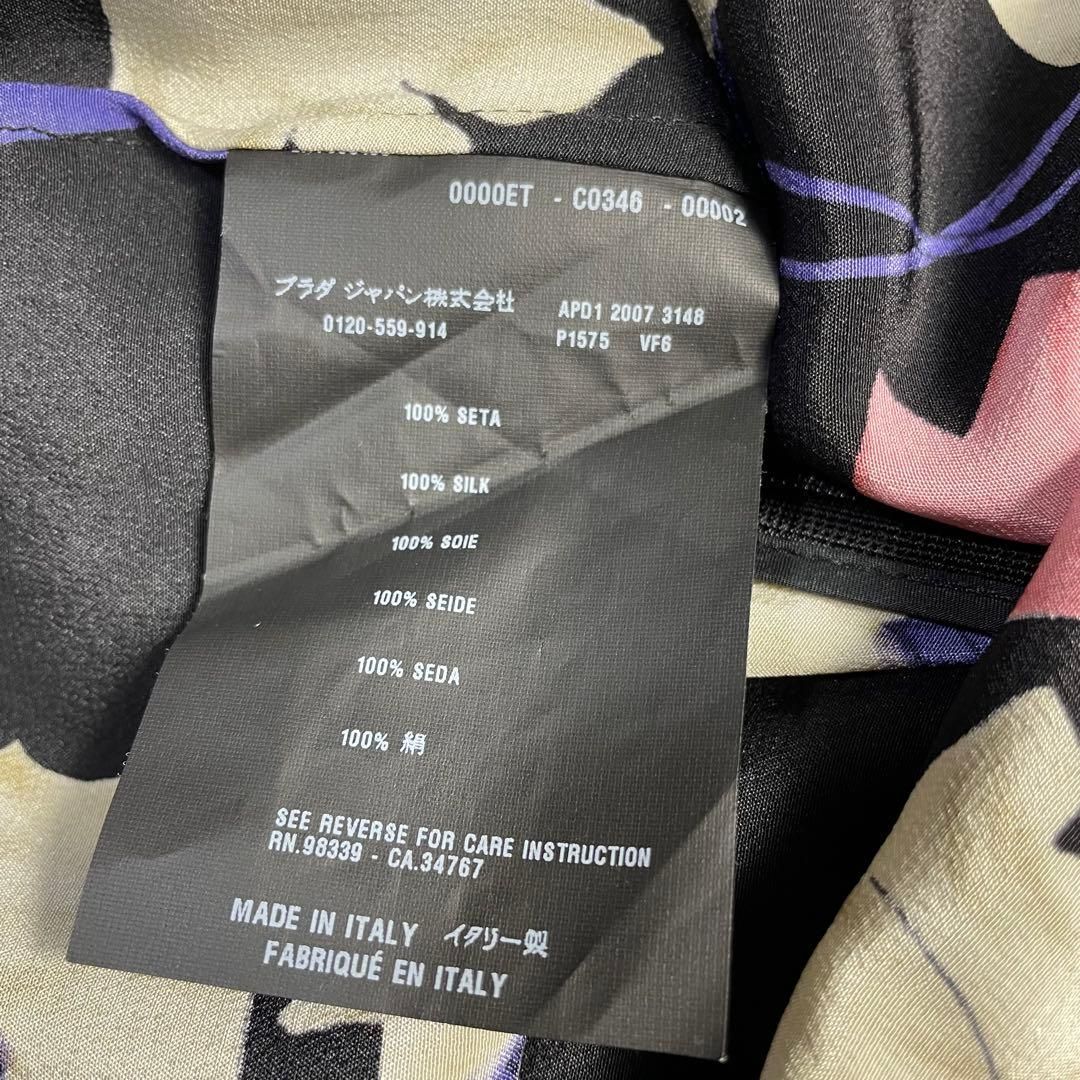 0000ET - C0346 - 00002
プラダ ジャパン株式会社
0120-559-914
APD1 2007 3148
P1575 VF6
100% SETA
100% SILK
100% SOIE
100% SEIDE
100% SEDA
100% 絹
SEE REVERSE FOR CARE INSTRUCTION
RN.98339 - CA.34767
MADE IN ITALY イタリー製
FABRIQUÉ EN ITALY